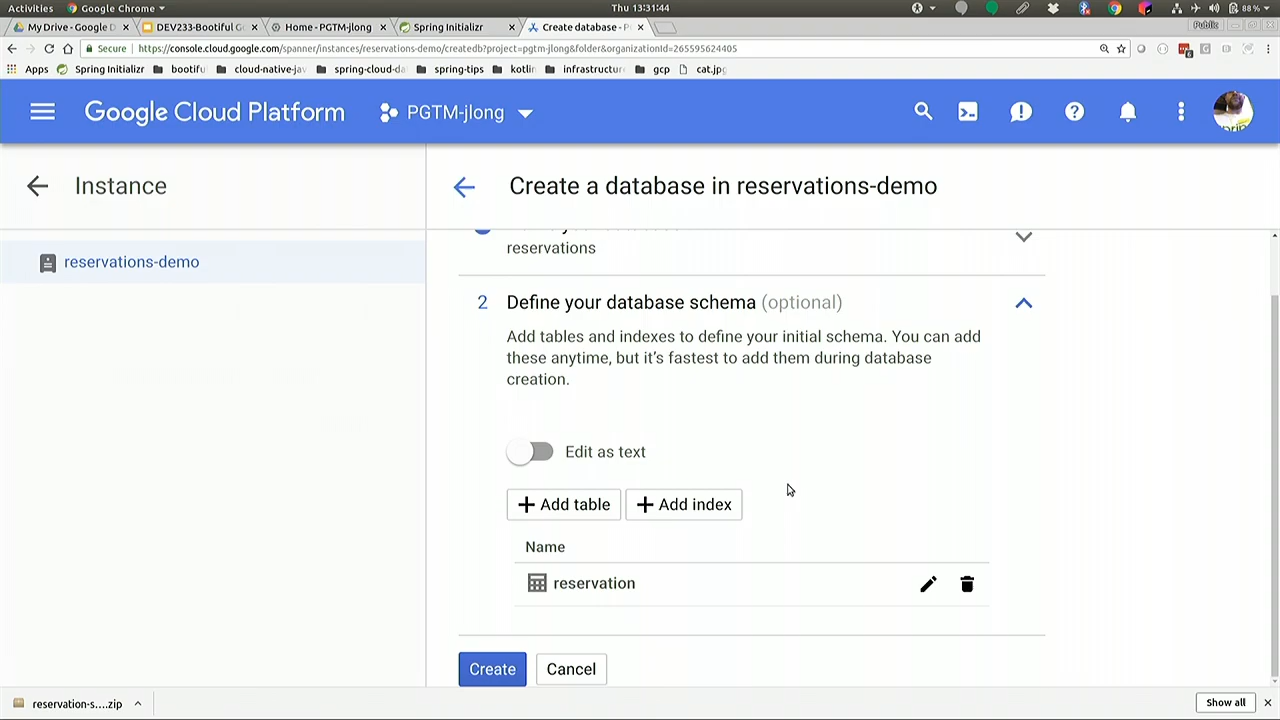 Activities Google Chrome Thu 13:31:44 88%
My Drive - Google D DEV233-Bootiful G Home - PGTM-jlong Spring Initializr Create database - P Public
Secure https://console.cloud.google.com/spanner/instances/reservations-demo/createdb?project=pgtm-jlong&folder&organizationId=265595624405
Apps Spring Initializr bootifu cloud-native-jav spring-cloud-da spring-tips kotlin infrastructur gcp cat.jpg
Google Cloud Platform PGTM-jlong
Instance
Create a database in reservations-demo
reservations-demo
reservations
2 Define your database schema (optional)
Add tables and indexes to define your initial schema. You can add
these anytime, but it's fastest to add them during database
creation.
Edit as text
Add table Add index
Name
reservation
Create Cancel
reservation-s....zip Show all